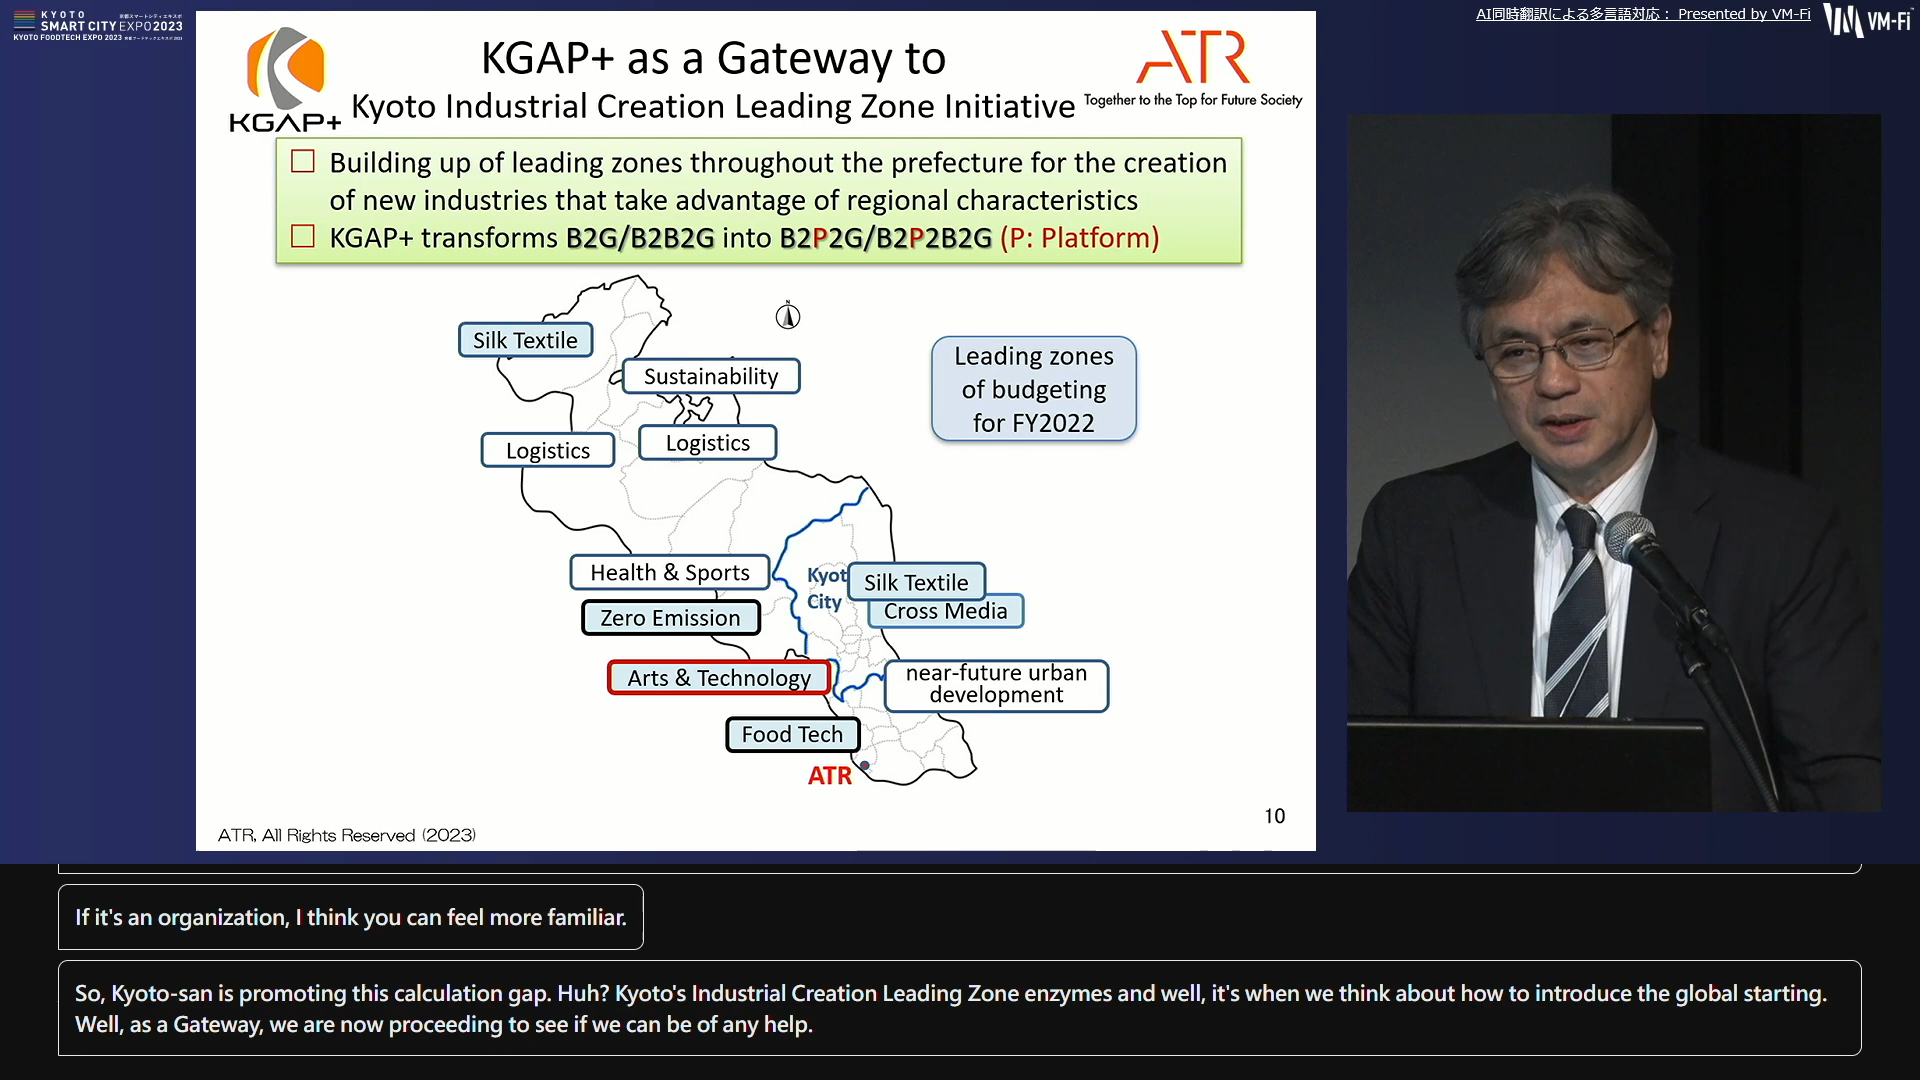 KYOTO
SMART CITY EXPO2023
KYOTO FOODTECH EXPO 2023
AI同時翻訳による多言語対応： Presented by VM-Fi
VM-Fi
KGAP+
KGAP+ as a Gateway to
Kyoto Industrial Creation Leading Zone Initiative
ATR
Together to the Top for Future Society
□ Building up of leading zones throughout the prefecture for the creation
of new industries that take advantage of regional characteristics
□ KGAP+ transforms B2G/B2B2G into B2P2G/B2P2B2G (P: Platform)
N
Silk Textile
Sustainability
Leading zones
of budgeting
for FY2022
Logistics
Logistics
Health & Sports
Kyot
City
Silk Textile
Cross Media
Zero Emission
Arts & Technology
near-future urban
development
Food Tech
ATR
10
ATR, All Rights Reserved (2023)
If it's an organization, I think you can feel more familiar.
So, Kyoto-san is promoting this calculation gap. Huh? Kyoto's Industrial Creation Leading Zone enzymes and well, it's when we think about how to introduce the global starting.
Well, as a Gateway, we are now proceeding to see if we can be of any help.